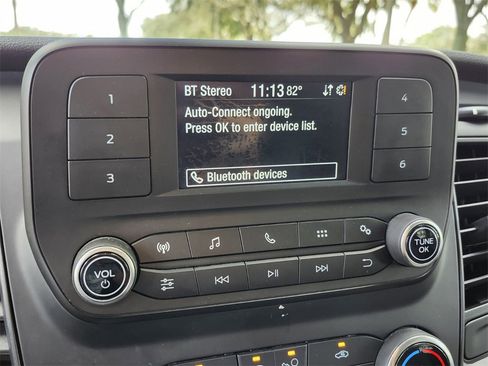 BT Stereo 11:13 82°
Auto-Connect ongoing.
Press OK to enter device list.
Bluetooth devices
1
2
3
4
5
6
VOL
TUNE
OK